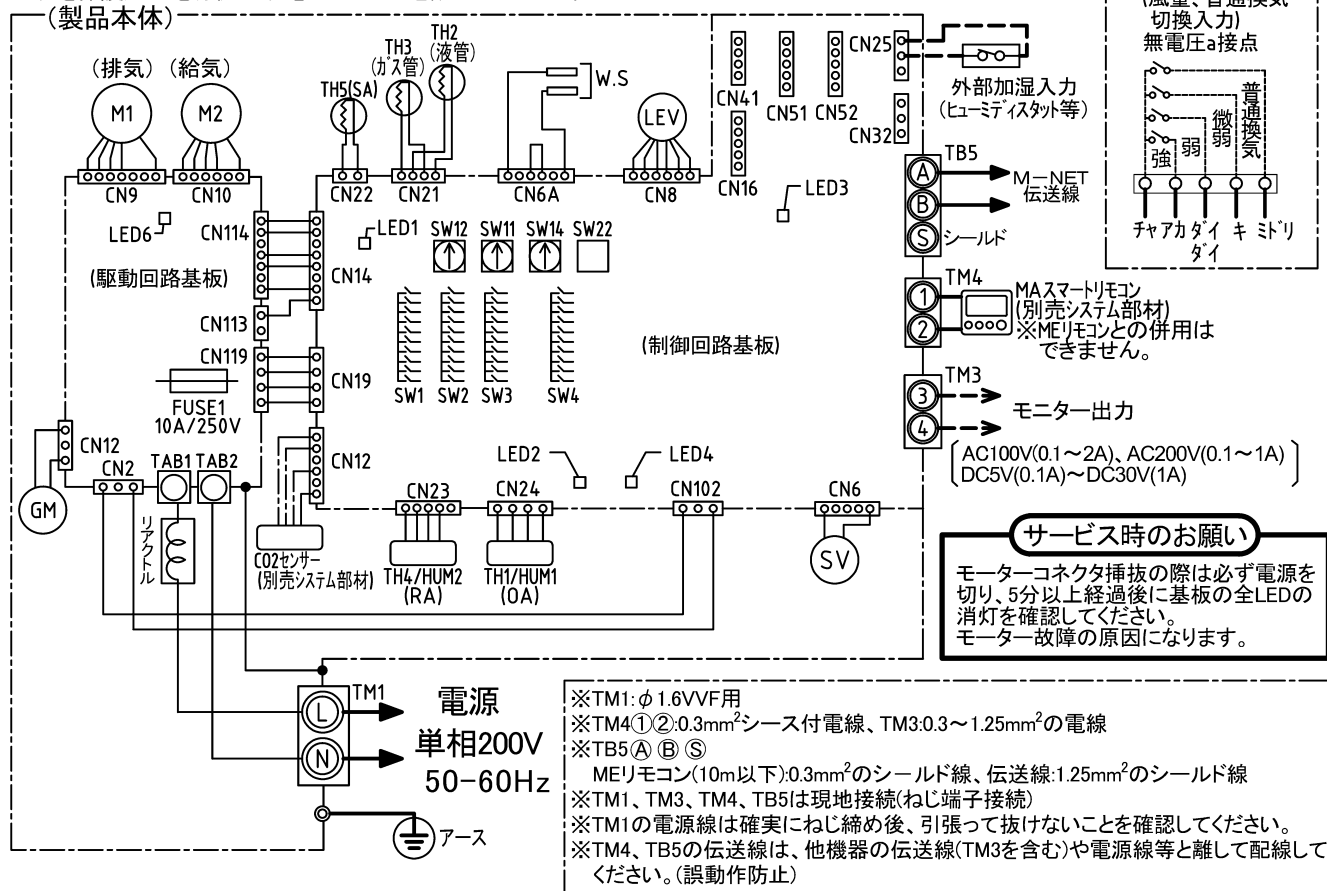 (製品本体)
(排気)
(給気)
M1
M2
CN9
CN10
LED6
CN114
(駆動回路基板)
CN113
CN119
FUSE1
10A/250V
CN12
CN2
TAB1
TAB2
GM
リアクトル
TH5(SA)
TH3
(ガス管)
TH2
(液管)
W.S
LEV
CN22
CN21
CN6A
CN8
LED1
SW12
SW11
SW14
SW22
CN14
CN19
SW1
SW2
SW3
SW4
(制御回路基板)
CN12
CO2センサー
(別売システム部材)
CN23
CN24
TH4/HUM2
(RA)
TH1/HUM1
(OA)
LED2
LED4
CN102
CN6
SV
CN41
CN51
CN52
CN16
LED3
CN25
CN32
外部加湿入力
(ヒューミディスタット等)
TB5
A
B
S
M-NET
伝送線
シールド
TM4
1
2
MAスマートリモコン
(別売システム部材)
※MEリモコンとの併用は
できません。
TM3
3
4
モニター出力
AC100V(0.1~2A)、AC200V(0.1~1A)
DC5V(0.1A)~DC30V(1A)
(風量、普通換気
切換入力)
無電圧a接点
強
弱
微弱
普通換気
チャ
アカ
ダイ
ダイ
キ
ミドリ
サービス時のお願い
モーターコネクタ挿抜の際は必ず電源を
切り、5分以上経過後に基板の全LEDの
消灯を確認してください。
モーター故障の原因になります。
TM1
L
N
電源
単相200V
50-60Hz
アース
※TM1:φ1.6VVF用
※TM4①②:0.3mm²シース付電線、TM3:0.3~1.25mm²の電線
※TB5Ⓐ Ⓑ Ⓢ
MEリモコン(10m以下):0.3mm²のシールド線、伝送線:1.25mm²のシールド線
※TM1、TM3、TM4、TB5は現地接続(ねじ端子接続)
※TM1の電源線は確実にねじ締め後、引張って抜けないことを確認してください。
※TM4、TB5の伝送線は、他機器の伝送線(TM3を含む)や電源線等と離して配線して
ください。(誤動作防止)